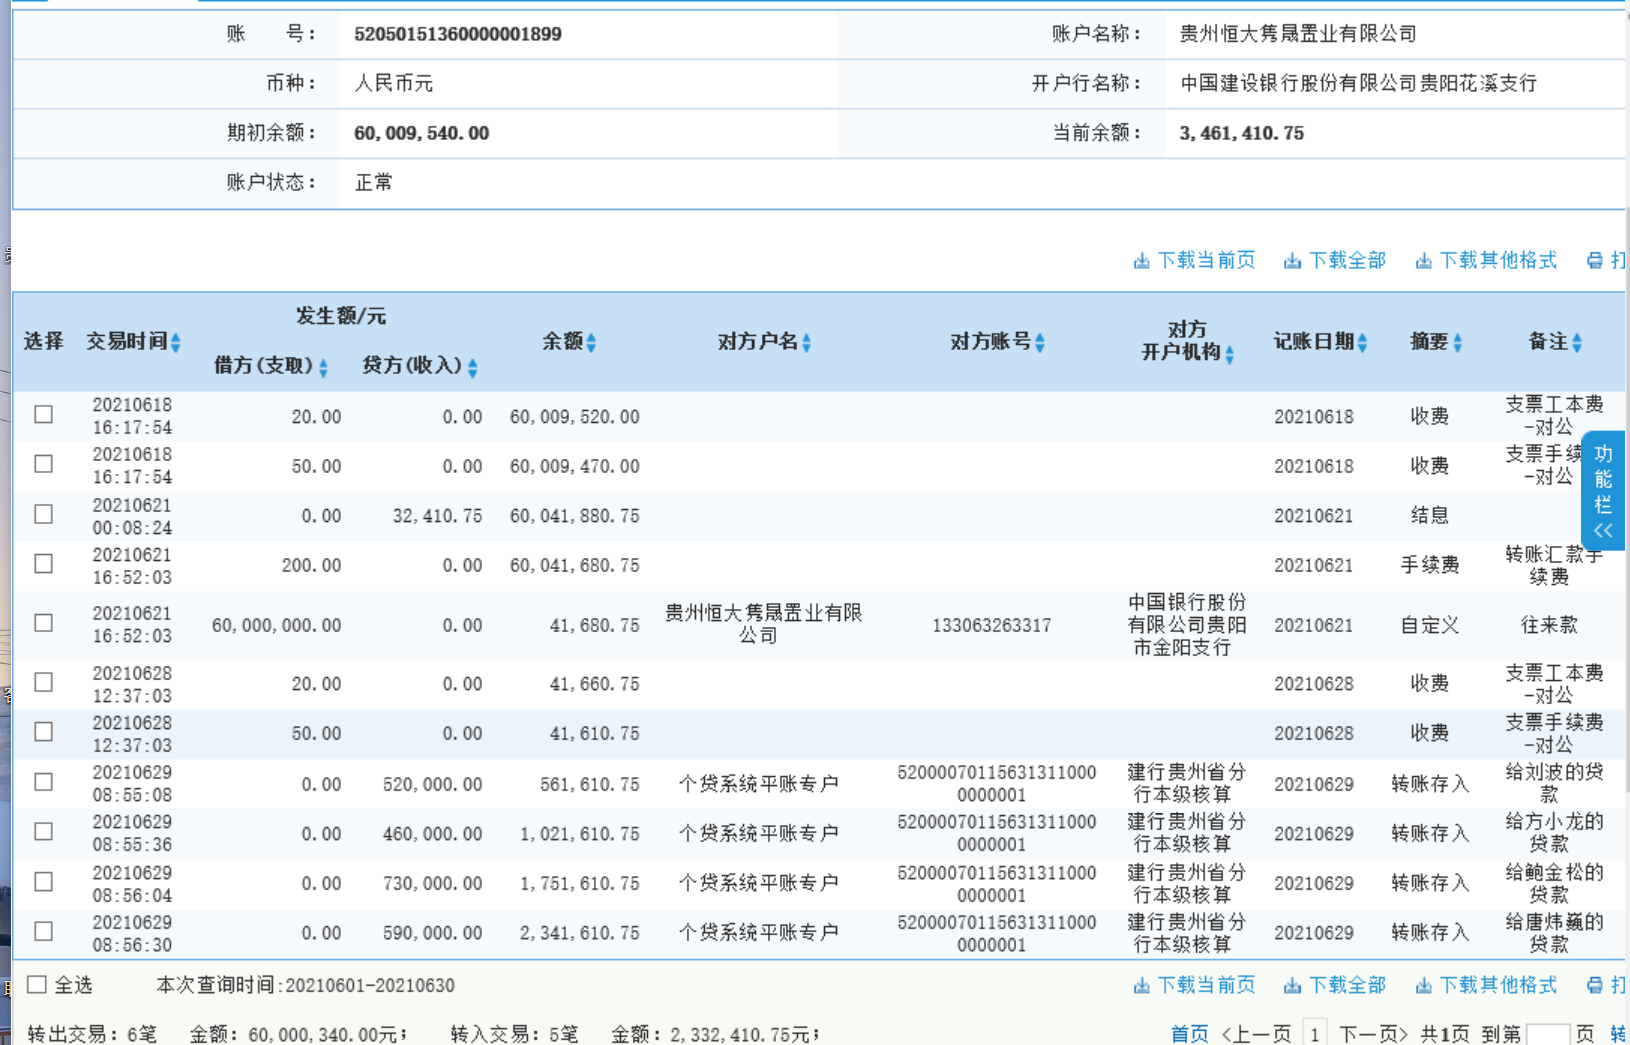 账　　号： 52050151360000001899 账户名称： 贵州恒大隽晟置业有限公司
币种： 人民币元 开户行名称： 中国建设银行股份有限公司贵阳花溪支行
期初余额： 60,009,540.00 当前余额： 3,461,410.75
账户状态： 正常
下载当前页 下载全部 下载其他格式
选择 交易时间 发生额/元 余额 对方户名 对方账号 对方 记账日期 摘要 备注
借方(支取) 贷方(收入) 开户机构
20210618 20.00 0.00 60,009,520.00 20210618 收费 支票工本费
16:17:54 -对公
20210618 50.00 0.00 60,009,470.00 20210618 收费 支票手续
16:17:54 -对公
20210621 0.00 32,410.75 60,041,880.75 20210621 结息
00:08:24
20210621 200.00 0.00 60,041,680.75 20210621 手续费 转账汇款手
16:52:03 续费
20210621 60,000,000.00 0.00 41,680.75 贵州恒大隽晟置业有限 133063263317 中国银行股份 20210621 自定义 往来款
16:52:03 公司 有限公司贵阳
市金阳支行
20210628 20.00 0.00 41,660.75 20210628 收费 支票工本费
12:37:03 -对公
20210628 50.00 0.00 41,610.75 20210628 收费 支票手续费
12:37:03 -对公
20210629 0.00 520,000.00 561,610.75 个贷系统平账专户 52000070115631311000 建行贵州省分 20210629 转账存入 给刘波的贷
08:55:08 0000001 行本级核算 款
20210629 0.00 460,000.00 1,021,610.75 个贷系统平账专户 52000070115631311000 建行贵州省分 20210629 转账存入 给方小龙的
08:55:36 0000001 行本级核算 贷款
20210629 0.00 730,000.00 1,751,610.75 个贷系统平账专户 52000070115631311000 建行贵州省分 20210629 转账存入 给鲍金松的
08:56:04 0000001 行本级核算 贷款
20210629 0.00 590,000.00 2,341,610.75 个贷系统平账专户 52000070115631311000 建行贵州省分 20210629 转账存入 给唐炜巍的
08:56:30 0000001 行本级核算 贷款
功
能
栏
全选 本次查询时间:20210601-20210630 下载当前页 下载全部 下载其他格式
转出交易：6笔 金额：60,000,340.00元； 转入交易：5笔 金额：2,332,410.75元； 首页 <上一页 1 下一页> 共1页 到第 页